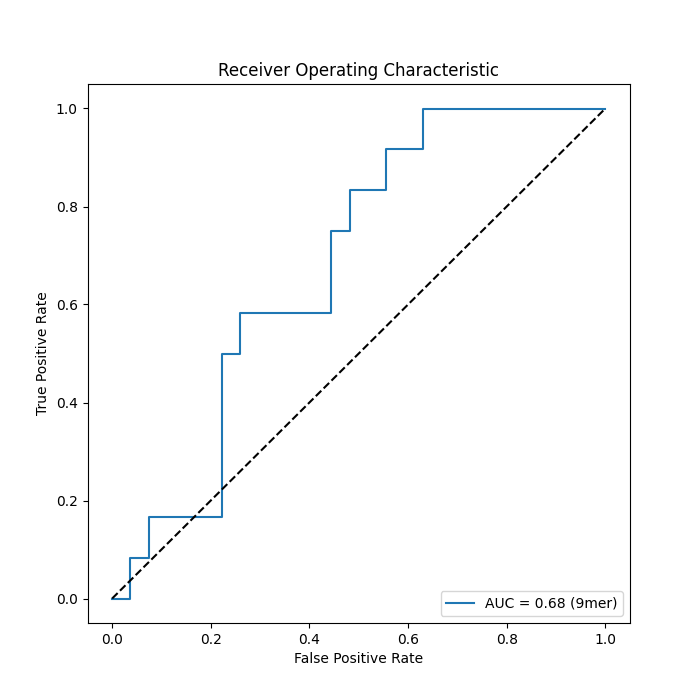 Receiver Operating Characteristic
True Positive Rate
1.0
0.8
0.6
0.4
0.2
0.0
AUC = 0.68 (9mer)
0.0 0.2 0.4 0.6 0.8 1.0
False Positive Rate